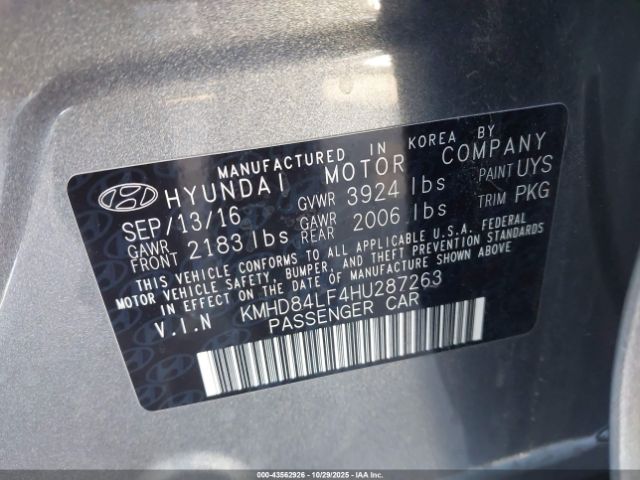 MANUFACTURED IN KOREA BY
HYUNDAI MOTOR COMPANY
SEP/13/16 GVWR 3924 lbs PAINT UYS
GAWR FRONT 2183 lbs GAWR REAR 2006 lbs TRIM PKG
THIS VEHICLE CONFORMS TO ALL APPLICABLE U.S.A. FEDERAL
MOTOR VEHICLE SAFETY, BUMPER, AND THEFT PREVENTION STANDARDS
IN EFFECT ON THE DATE OF MANUFACTURE SHOWN ABOVE.
V.I.N KMHD84LF4HU287263
PASSENGER CAR
000-43562926 - 10/29/2025 - IAAI.COM